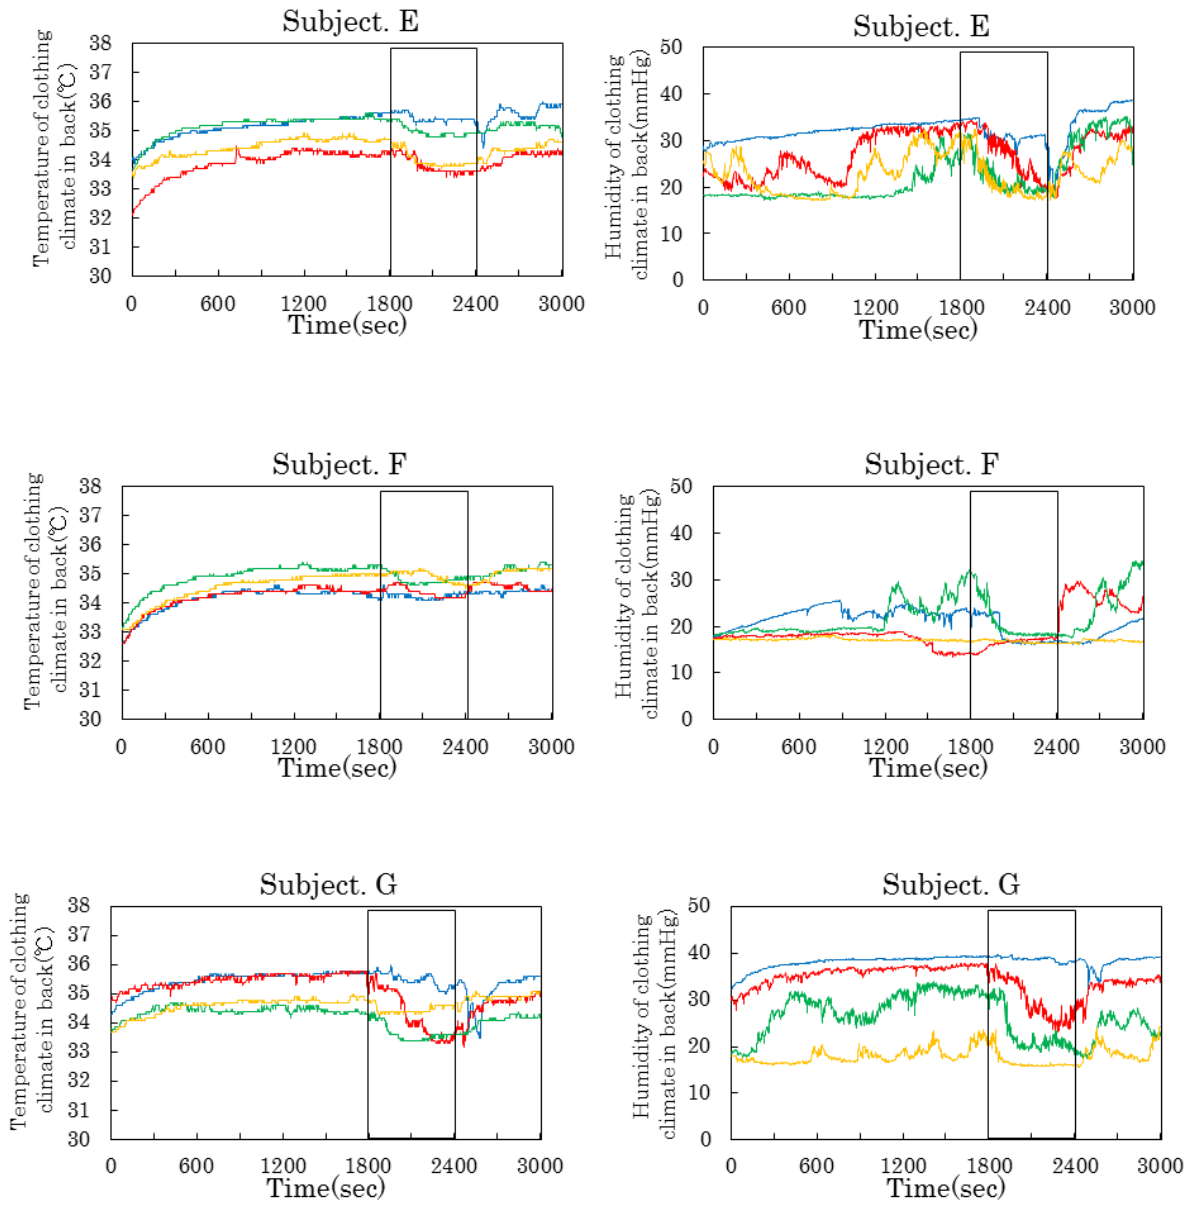 Subject. E
Temperature of clothing
climate in back(℃)
38
37
36
35
34
33
32
31
30
0 600 1200 1800 2400 3000
Time(sec)
Subject. E
Humidity of clothing
climate in back(mmHg)
50
40
30
20
10
0
0 600 1200 1800 2400 3000
Time(sec)
Subject. F
Temperature of clothing
climate in back(℃)
38
37
36
35
34
33
32
31
30
0 600 1200 1800 2400 3000
Time(sec)
Subject. F
Humidity of clothing
climate in back(mmHg)
50
40
30
20
10
0
0 600 1200 1800 2400 3000
Time(sec)
Subject. G
Temperature of clothing
climate in back(℃)
38
37
36
35
34
33
32
31
30
0 600 1200 1800 2400 3000
Time(sec)
Subject. G
Humidity of clothing
climate in back(mmHg)
50
40
30
20
10
0
0 600 1200 1800 2400 3000
Time(sec)